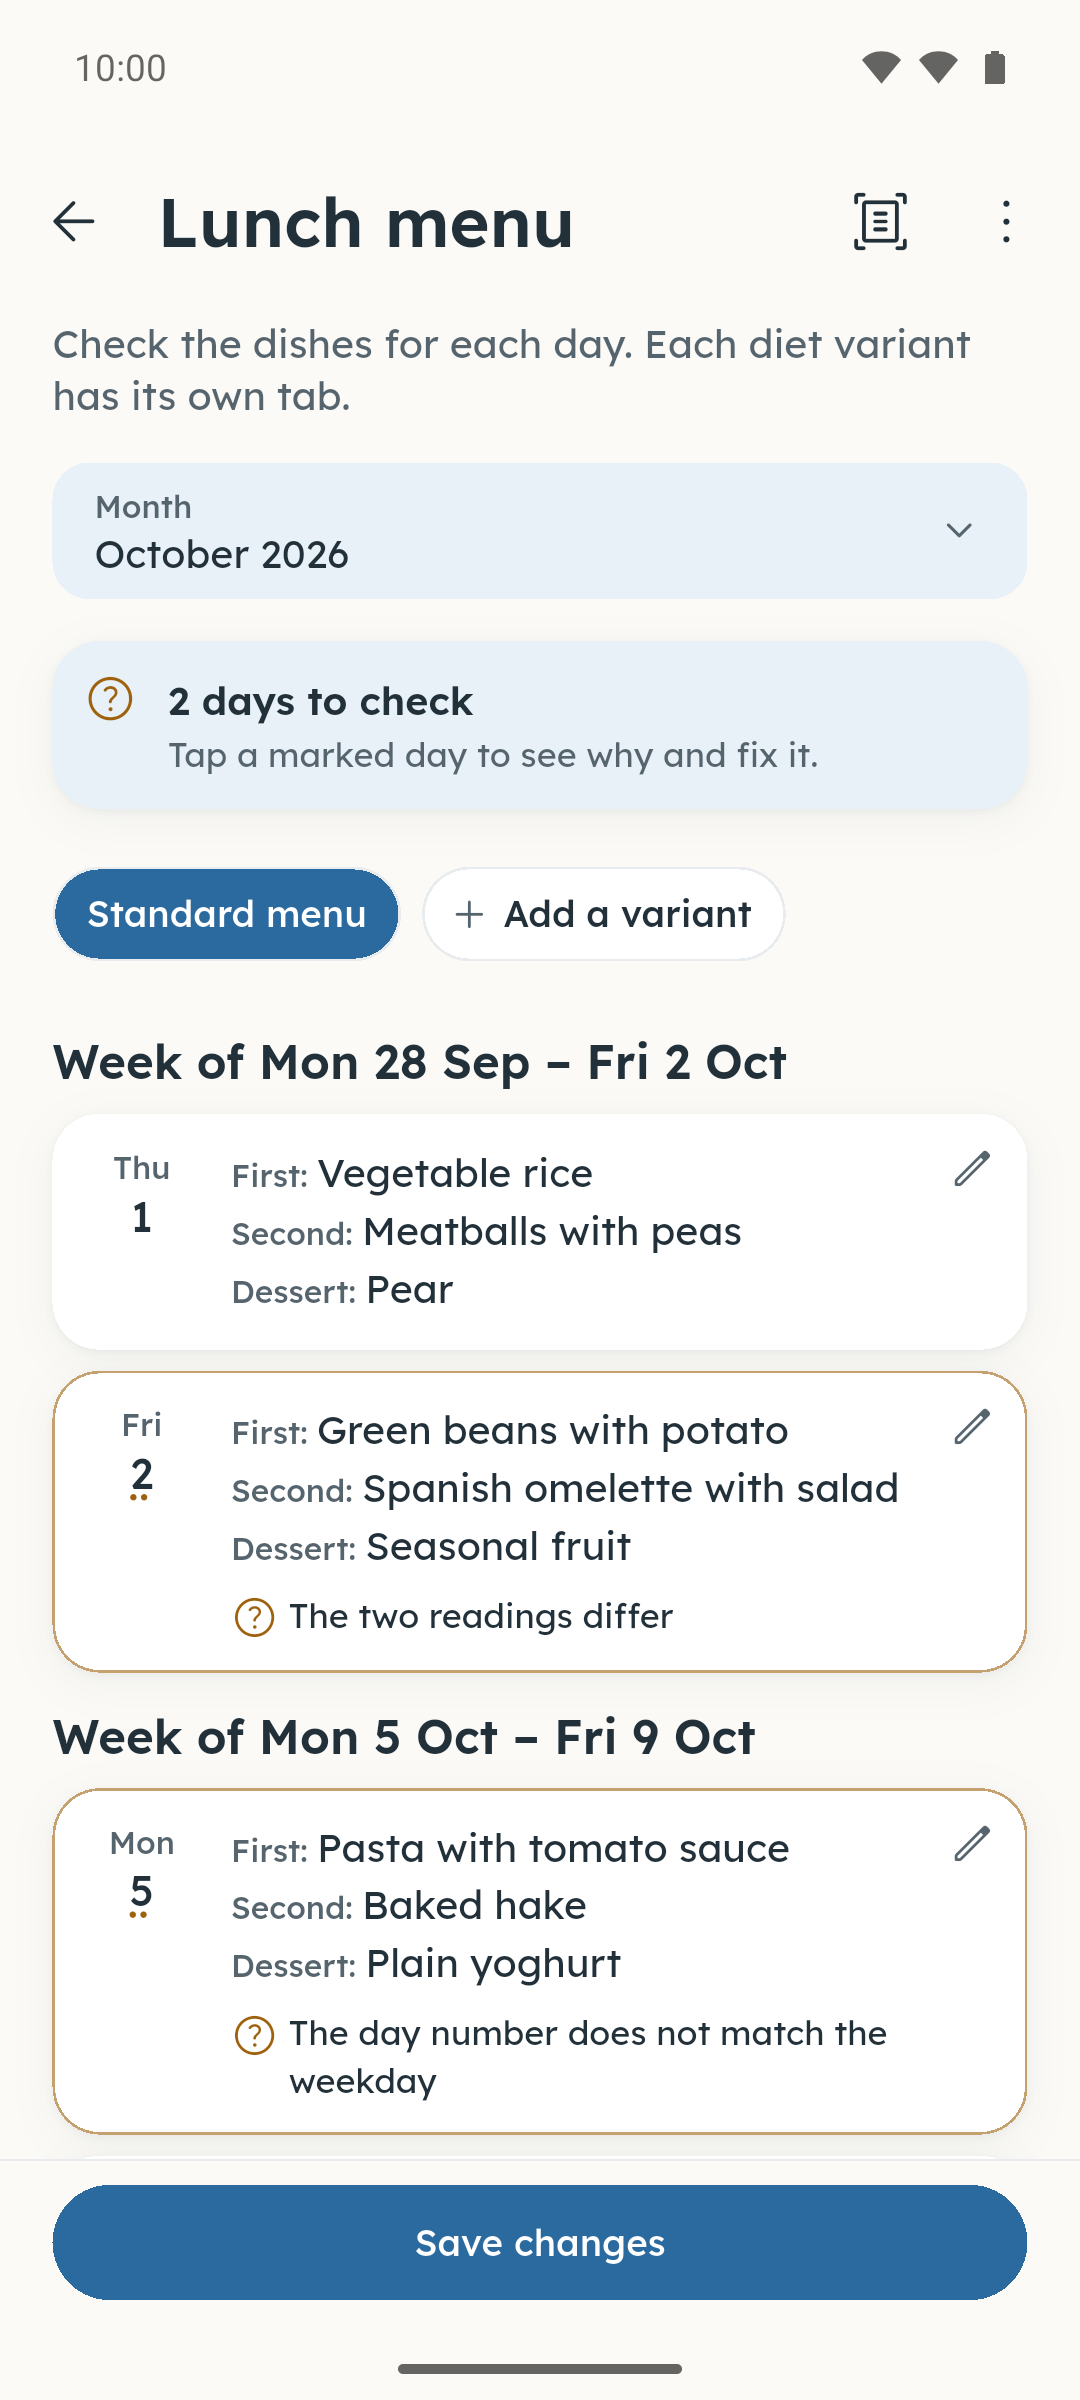 10:00
Lunch menu
Check the dishes for each day. Each diet variant
has its own tab.
Month
October 2026
2 days to check
Tap a marked day to see why and fix it.
Standard menu
Add a variant
Week of Mon 28 Sep – Fri 2 Oct
Thu
1
First: Vegetable rice
Second: Meatballs with peas
Dessert: Pear
Fri
2
First: Green beans with potato
Second: Spanish omelette with salad
Dessert: Seasonal fruit
The two readings differ
Week of Mon 5 Oct – Fri 9 Oct
Mon
5
First: Pasta with tomato sauce
Second: Baked hake
Dessert: Plain yoghurt
The day number does not match the
weekday
Save changes